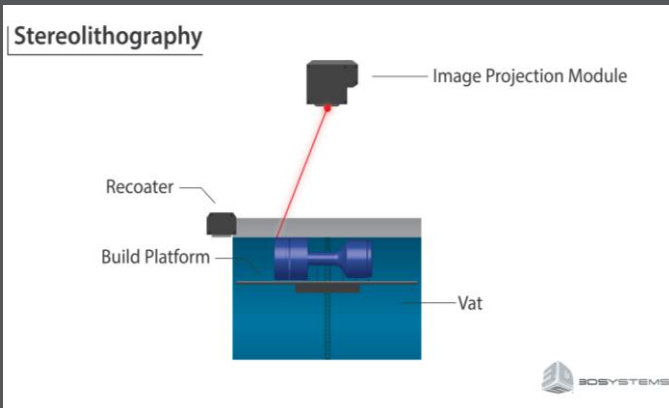 Stereolithography
Image Projection Module
Recoater
Build Platform
Vat
3DSYSTEMS